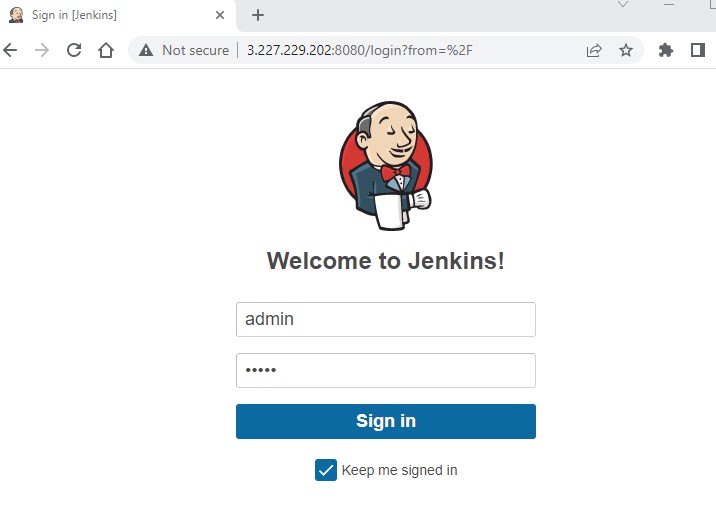 Sign in [Jenkins]
Not secure 3.227.229.202:8080/login?from=%2F
Welcome to Jenkins!
admin
•••••
Sign in
Keep me signed in